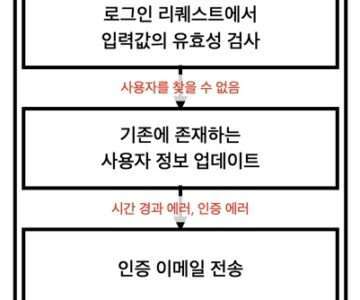 로그인 리퀘스트에서
입력값의 유효성 검사
사용자를 찾을 수 없음
기존에 존재하는
사용자 정보 업데이트
시간 경과 에러, 인증 에러
인증 이메일 전송